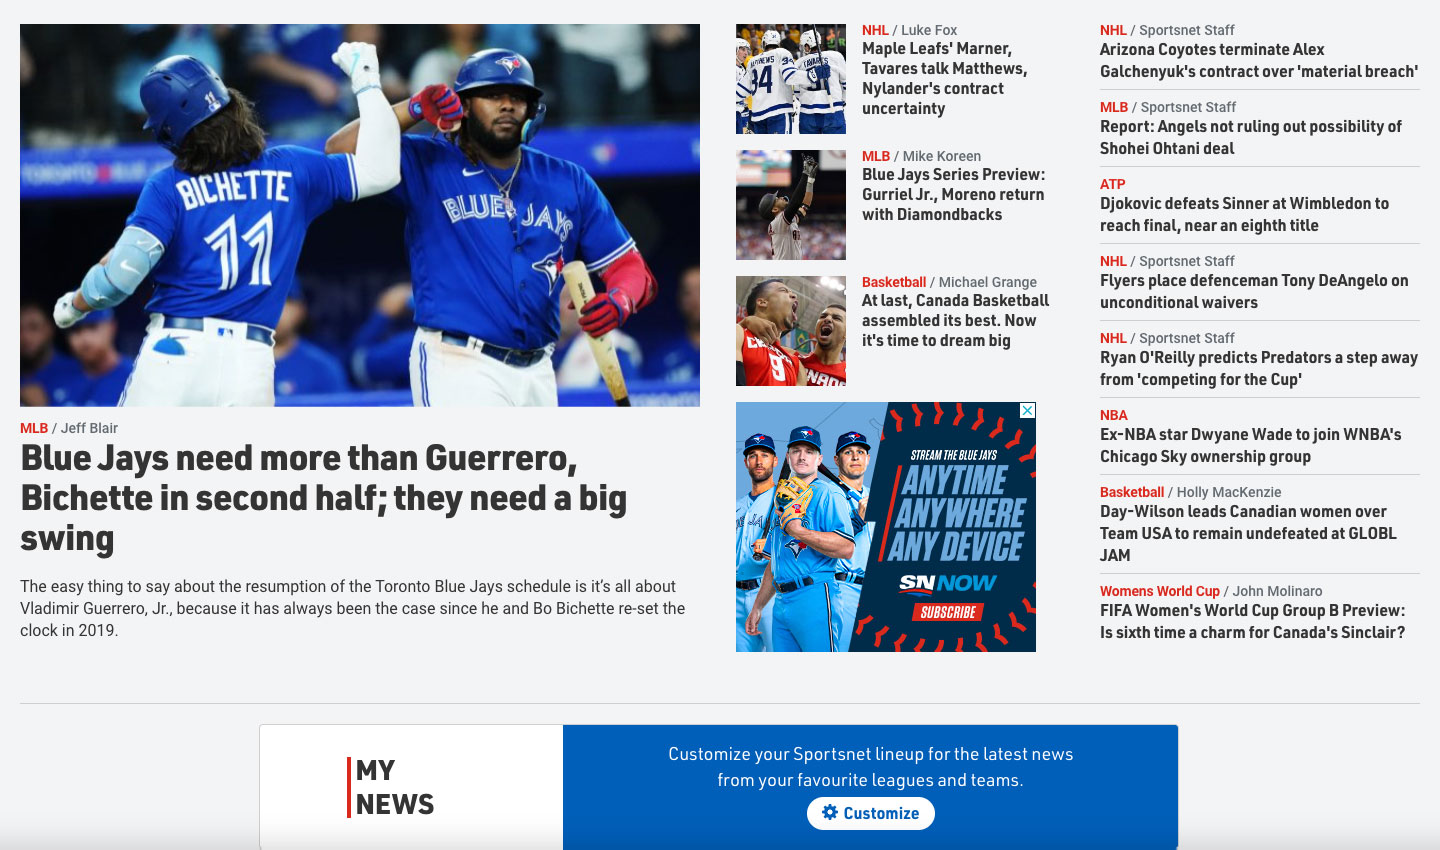 BICHETTE
11
11
BLUE JAYS
TORONTO BLUE JAYS
MLB / Jeff Blair
Blue Jays need more than Guerrero,
Bichette in second half; they need a big
swing
The easy thing to say about the resumption of the Toronto Blue Jays schedule is it’s all about
Vladimir Guerrero, Jr., because it has always been the case since he and Bo Bichette re-set the
clock in 2019.
34
NHL / Luke Fox
Maple Leafs' Marner,
Tavares talk Matthews,
Nylander's contract
uncertainty
MLB / Mike Koreen
Blue Jays Series Preview:
Gurriel Jr., Moreno return
with Diamondbacks
9
Basketball / Michael Grange
At last, Canada Basketball
assembled its best. Now
it's time to dream big
STREAM THE BLUE JAYS
ANYTIME
ANYWHERE
ANY DEVICE
SN NOW
SUBSCRIBE
NHL / Sportsnet Staff
Arizona Coyotes terminate Alex
Galchenyuk's contract over 'material breach'
MLB / Sportsnet Staff
Report: Angels not ruling out possibility of
Shohei Ohtani deal
ATP
Djokovic defeats Sinner at Wimbledon to
reach final, near an eighth title
NHL / Sportsnet Staff
Flyers place defenceman Tony DeAngelo on
unconditional waivers
NHL / Sportsnet Staff
Ryan O'Reilly predicts Predators a step away
from 'competing for the Cup'
NBA
Ex-NBA star Dwyane Wade to join WNBA's
Chicago Sky ownership group
Basketball / Holly MacKenzie
Day-Wilson leads Canadian women over
Team USA to remain undefeated at GLOBL
JAM
Womens World Cup / John Molinaro
FIFA Women's World Cup Group B Preview:
Is sixth time a charm for Canada's Sinclair?
MY
NEWS
Customize your Sportsnet lineup for the latest news
from your favourite leagues and teams.
Customize